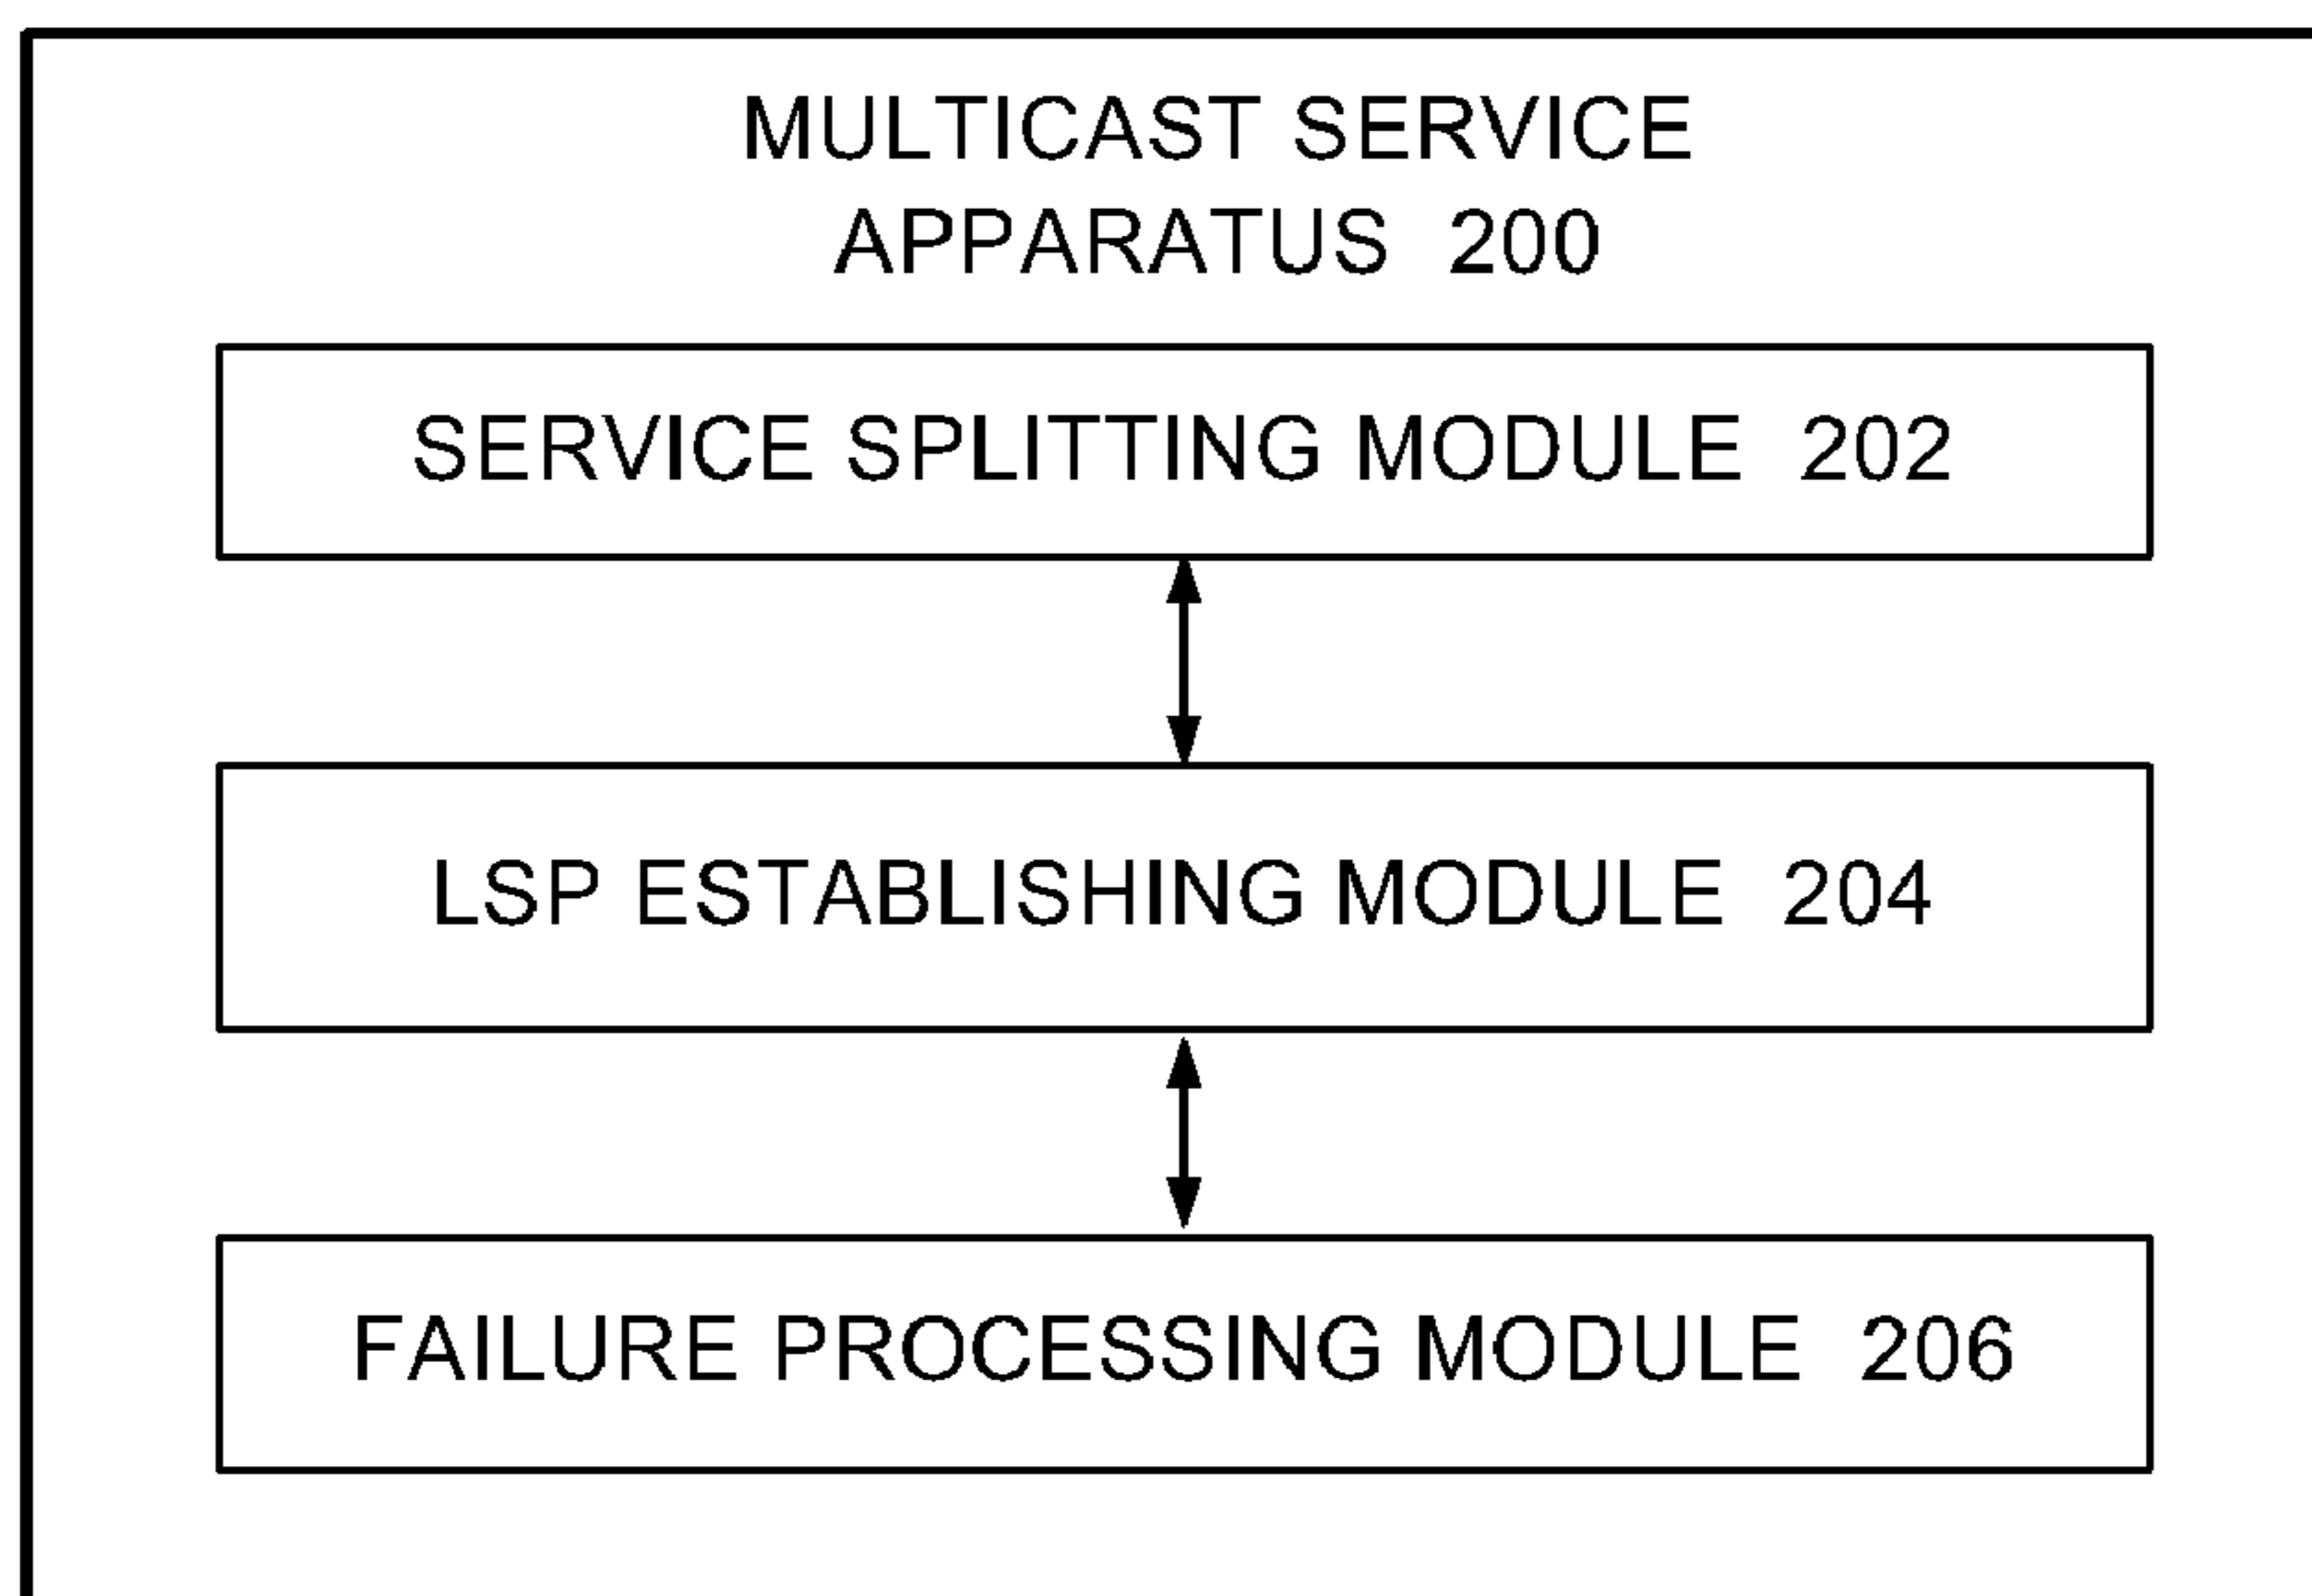 MULTICAST SERVICE
APPARATUS 200
SERVICE SPLITTING MODULE 202
LSP ESTABLISHING MODULE 204
FAILURE PROCESSING MODULE 206